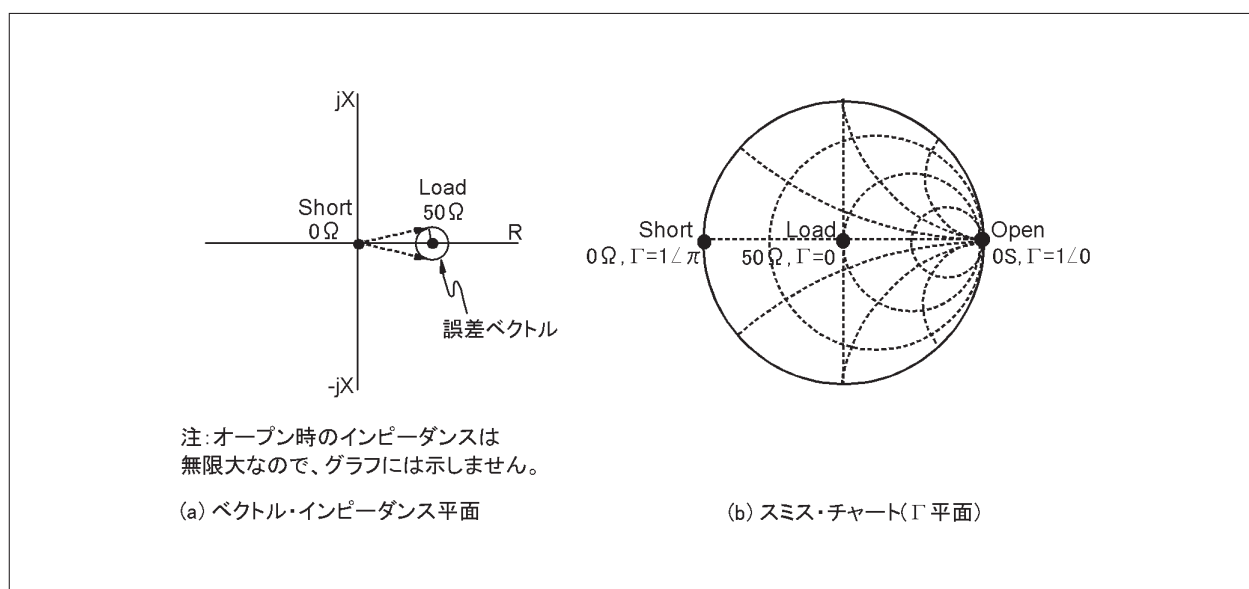 jX
Short
0Ω
Load
50Ω
R
誤差ベクトル
-jX
注:オープン時のインピーダンスは
無限大なので、グラフには示しません。
(a) ベクトル・インピーダンス平面
Short
0Ω, Γ=1∠π
Load
50Ω, Γ=0
Open
0S, Γ=1∠0
(b) スミス・チャート(Γ平面)